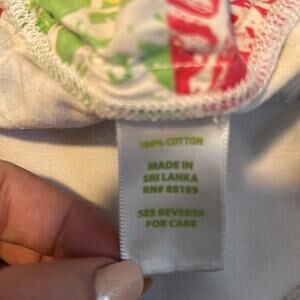 100% COTTON
MADE IN
SRI LANKA
RN# 88189
SEE REVERSE
FOR CARE